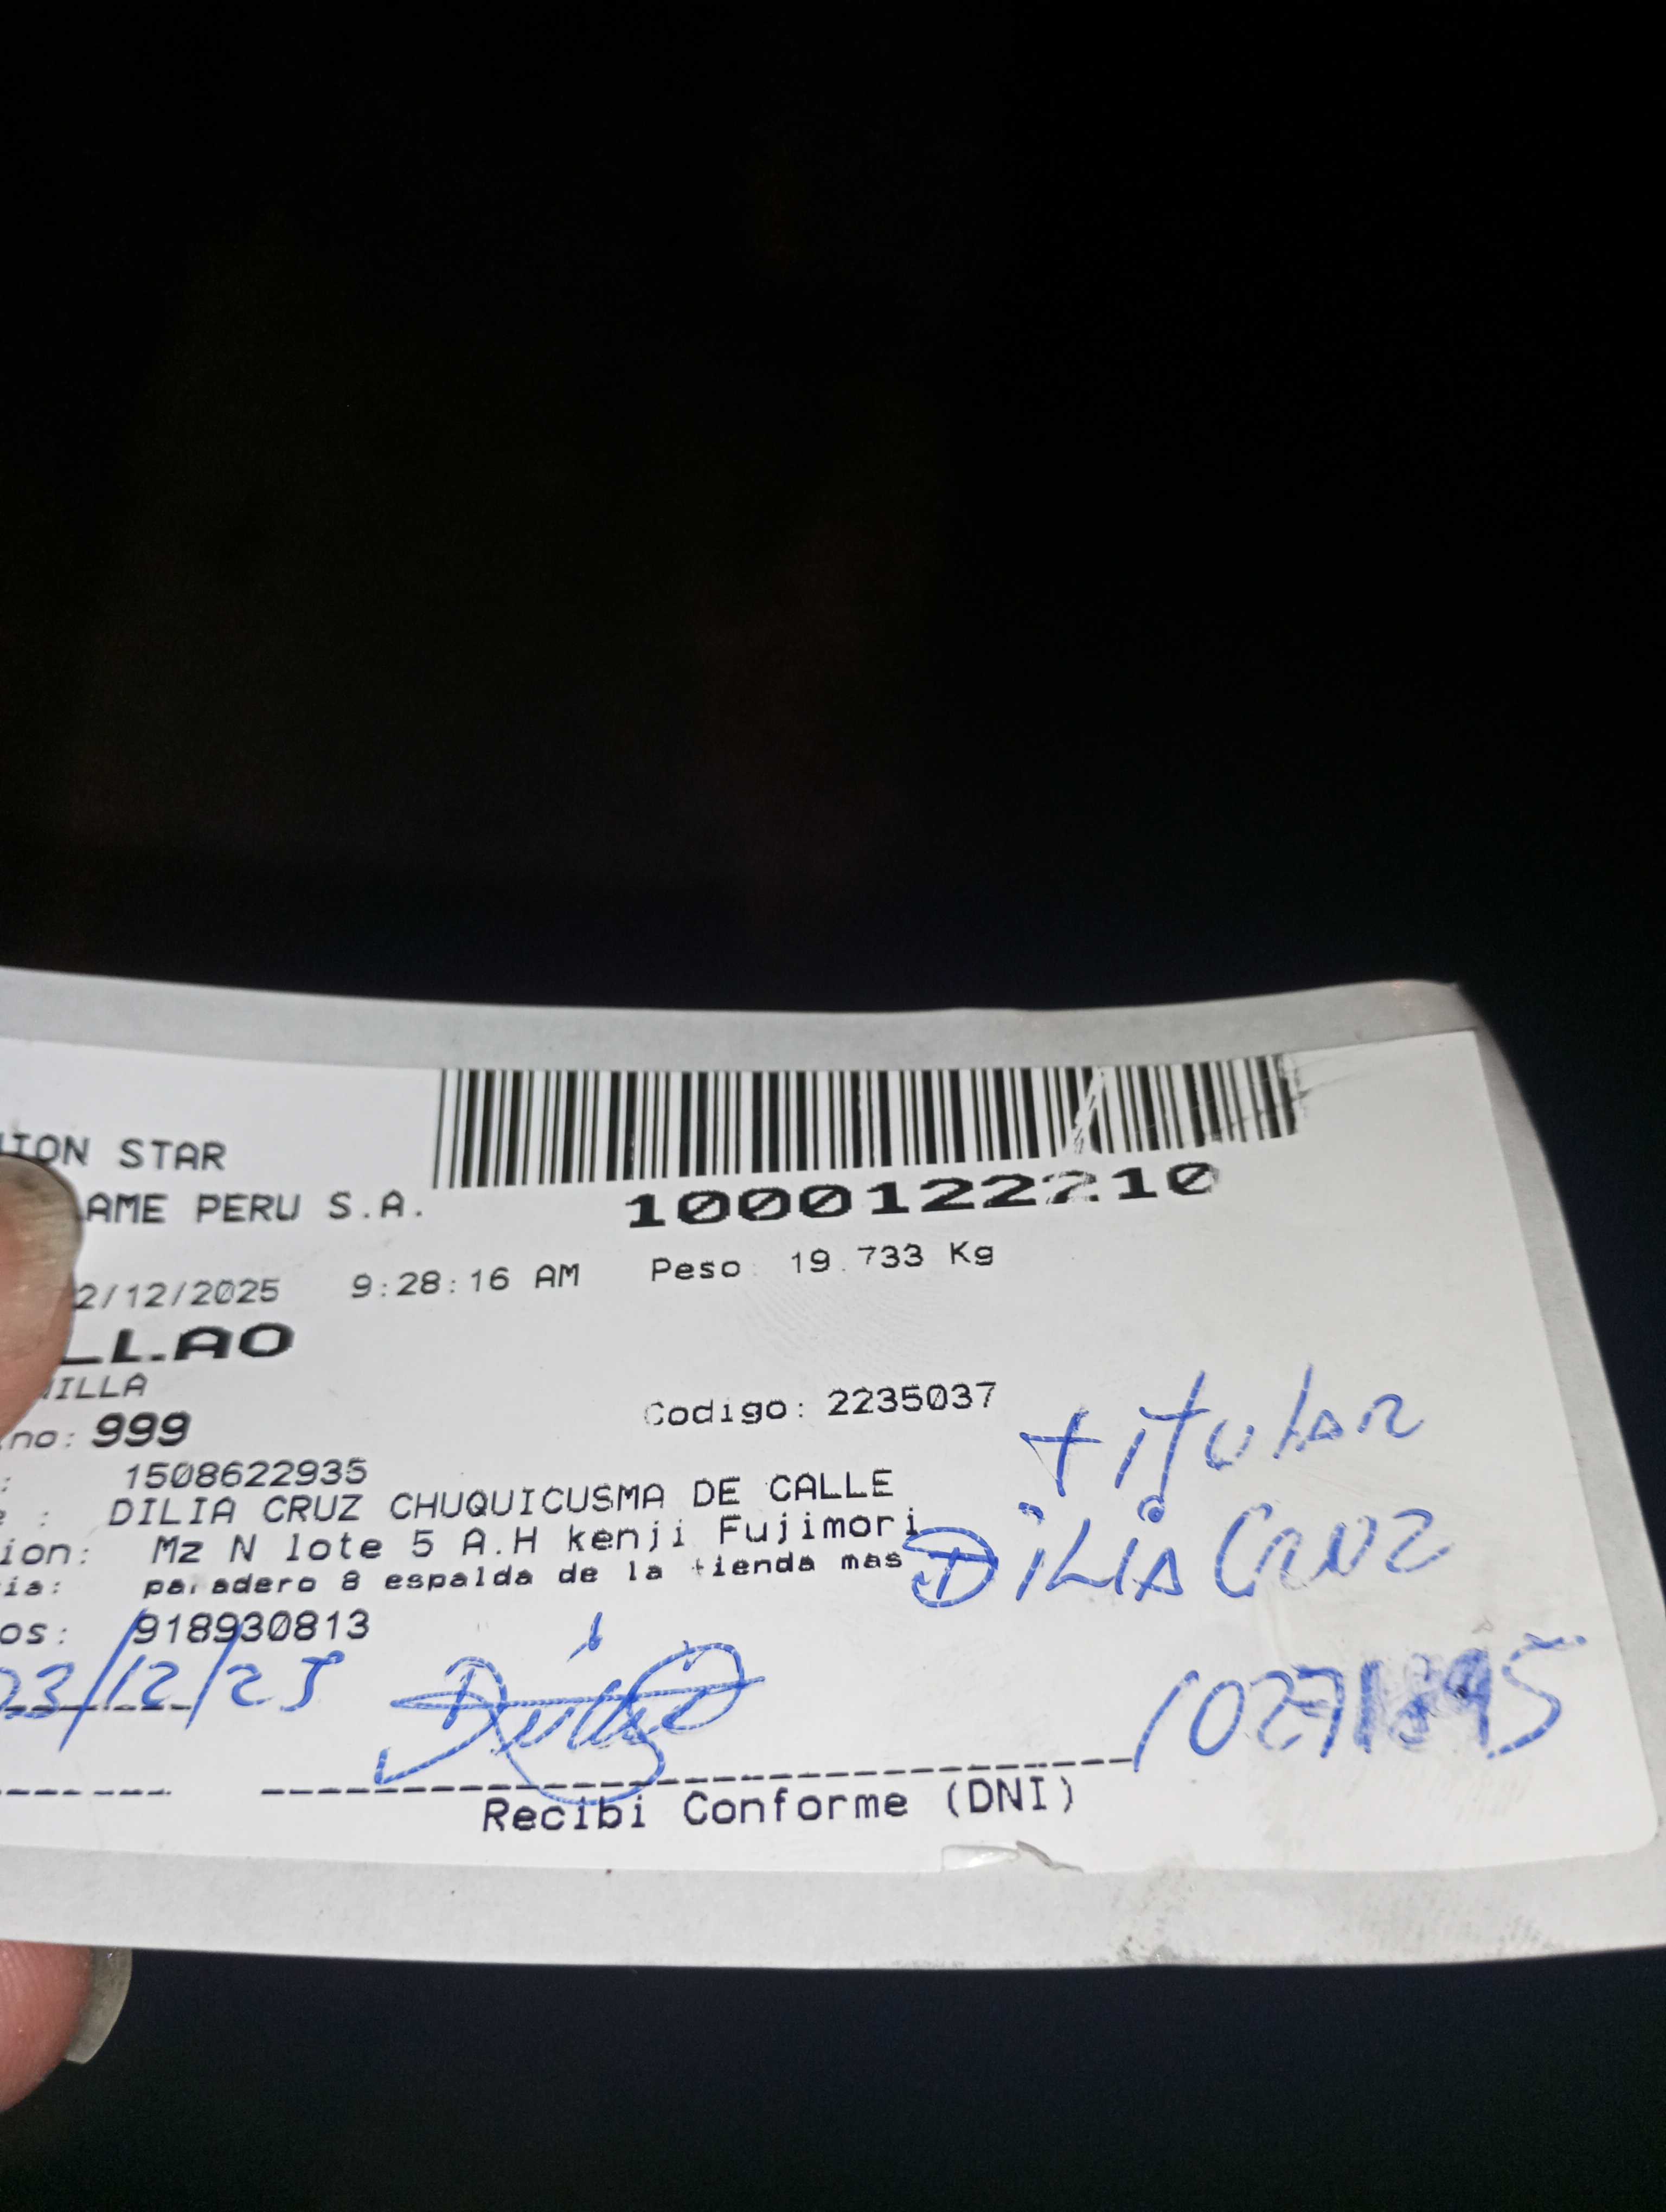 ION STAR
AME PERU S.A.
1000122210
2/12/2025 9:28:16 AM Peso: 19.733 Kg
LLAO
NILLA
no: 999
Codigo: 2235037
: 1508622935
e : DILIA CRUZ CHUQUICUSMA DE CALLE
ion: Mz N lote 5 A.H kenji Fujimori
ia: paradero 8 espalda de la tienda mas
os: 918930813
titular
DiLiA Cruz
23/12/25
Recibi Conforme (DNI)